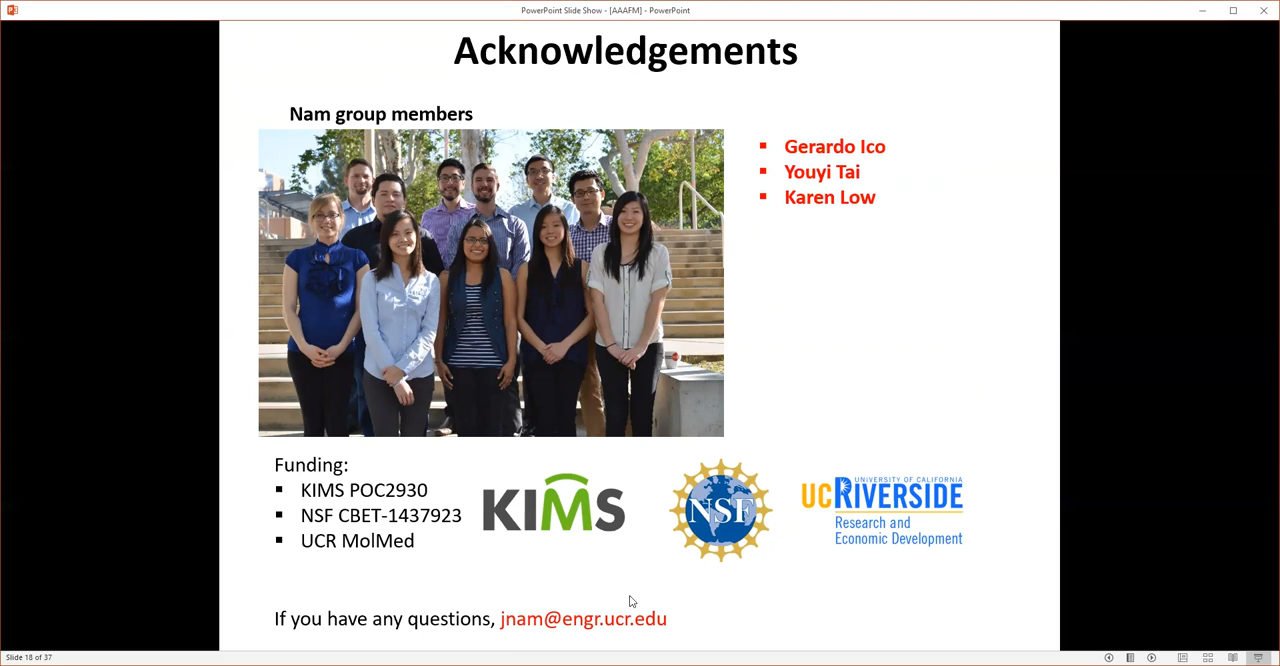 PowerPoint Slide Show - [AAAFM] - PowerPoint
Acknowledgements
Nam group members
▪ Gerardo Ico
▪ Youyi Tai
▪ Karen Low
Funding:
▪ KIMS POC2930
▪ NSF CBET-1437923
▪ UCR MolMed
KIMS
NSF
UNIVERSITY OF CALIFORNIA
UCRIVERSIDE
Research and
Economic Development
If you have any questions, jnam@engr.ucr.edu
Slide 18 of 37